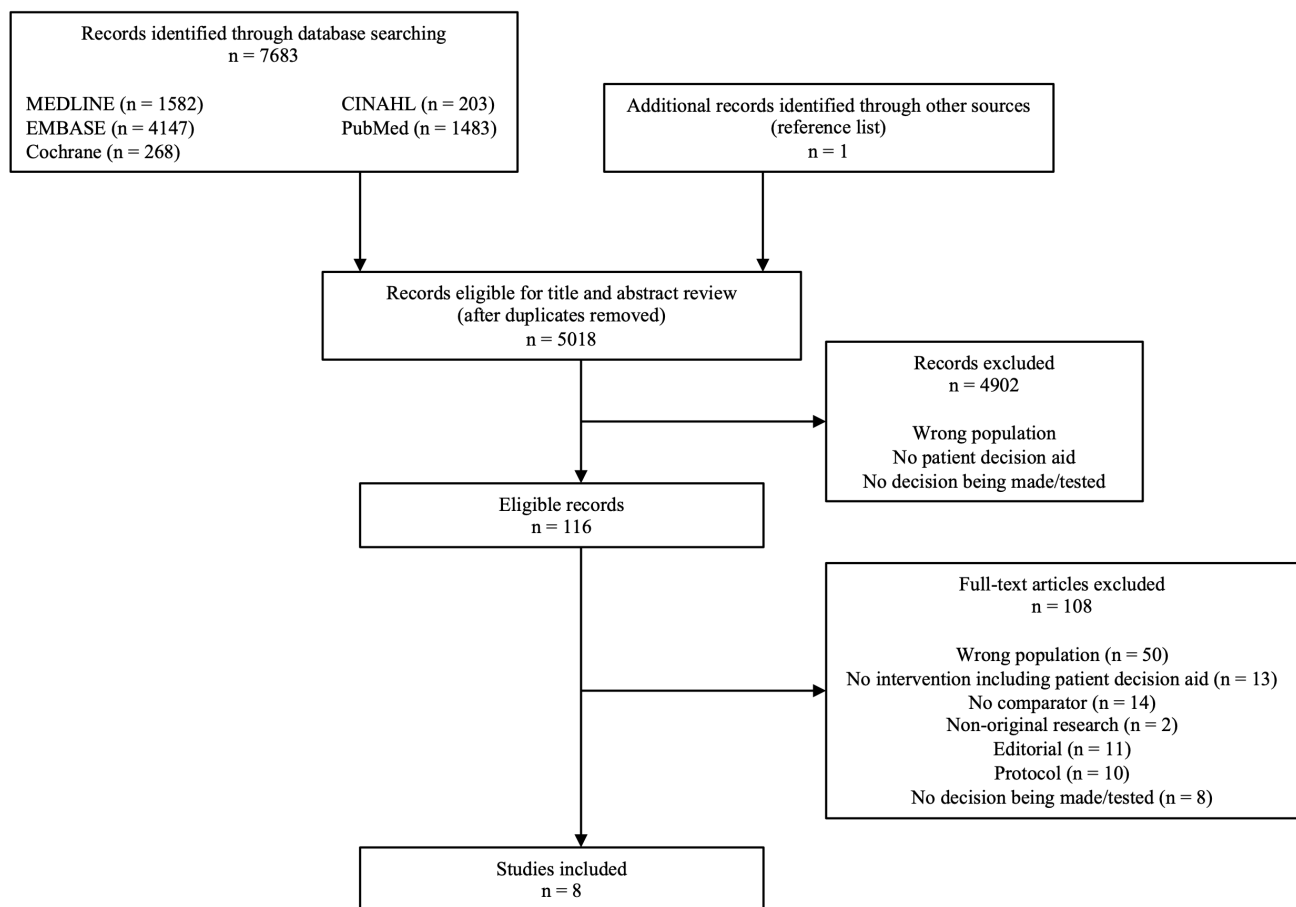 Records identified through database searching
n = 7683
MEDLINE (n = 1582)
EMBASE (n = 4147)
Cochrane (n = 268)
CINAHL (n = 203)
PubMed (n = 1483)
Additional records identified through other sources
(reference list)
n = 1
Records eligible for title and abstract review
(after duplicates removed)
n = 5018
Records excluded
n = 4902
Wrong population
No patient decision aid
No decision being made/tested
Eligible records
n = 116
Full-text articles excluded
n = 108
Wrong population (n = 50)
No intervention including patient decision aid (n = 13)
No comparator (n = 14)
Non-original research (n = 2)
Editorial (n = 11)
Protocol (n = 10)
No decision being made/tested (n = 8)
Studies included
n = 8